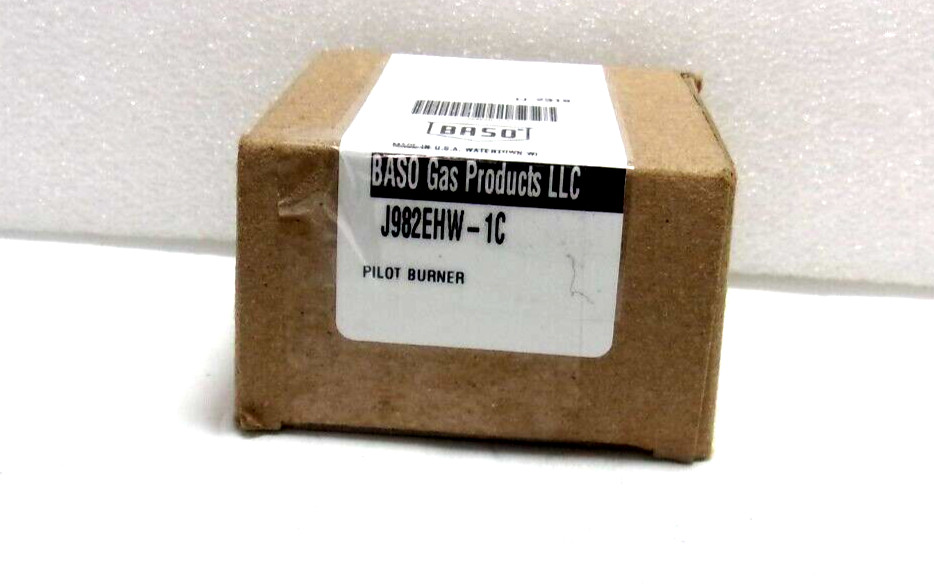 BASO
MADE IN U.S.A. WATERTOWN WI
BASO Gas Products LLC
J982EHW-1C
PILOT BURNER